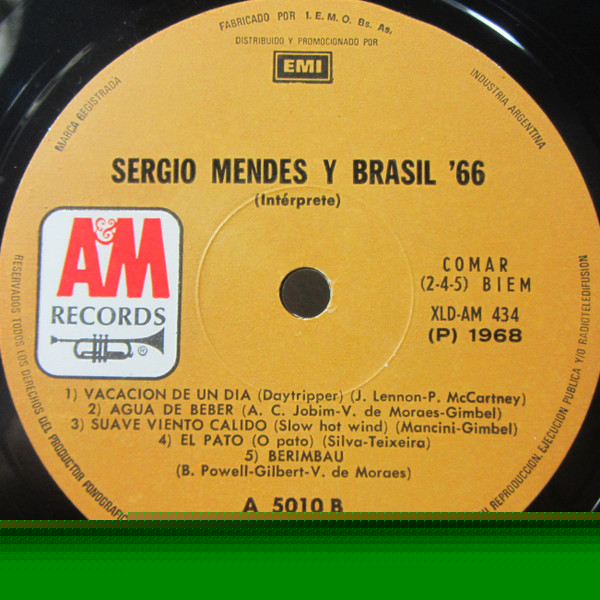 FABRICADO POR I.E.M.O. Bs. As.
DISTRIBUIDO Y PROMOCIONADO POR
EMI
MARCA REGISTRADA
INDUSTRIA ARGENTINA
SERGIO MENDES Y BRASIL '66
(Intérprete)
A&M
RECORDS
®
COMAR
(2-4-5) BIEM
XLD-AM 434
(P) 1968
1) VACACION DE UN DIA (Daytripper) (J. Lennon-P. McCartney)
2) AGUA DE BEBER (A. C. Jobim-V. de Moraes-Gimbel)
3) SUAVE VIENTO CALIDO (Slow hot wind) (Mancini-Gimbel)
4) EL PATO (O pato) (Silva-Teixeira)
5) BERIMBAU
(B. Powell-Gilbert-V. de Moraes)
A 5010 B
RESERVADOS TODOS LOS DERECHOS DEL PRODUCTOR FONOGRAFIC
REPRODUCCION, EJECUCION PUBLICA Y/O RADIOTELEDIFUSION